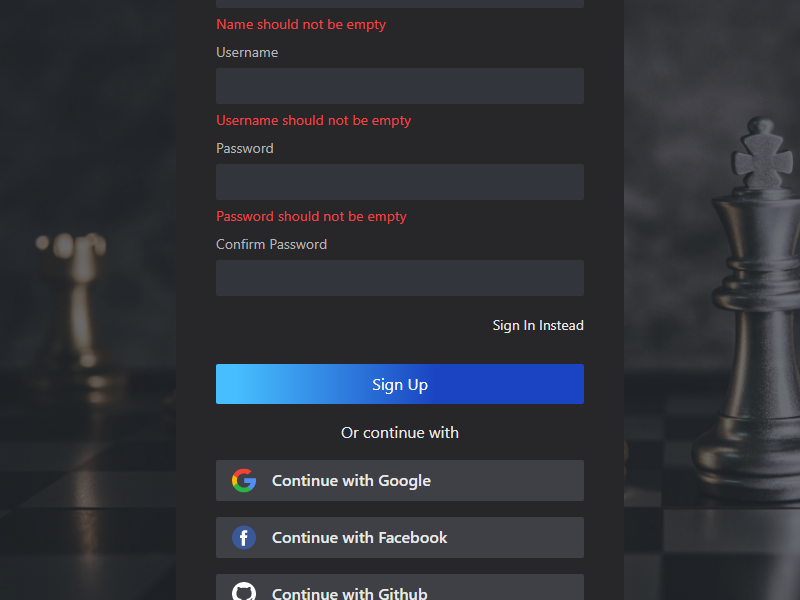 Name should not be empty
Username
Username should not be empty
Password
Password should not be empty
Confirm Password
Sign In Instead
Sign Up
Or continue with
Continue with Google
Continue with Facebook
Continue with Github